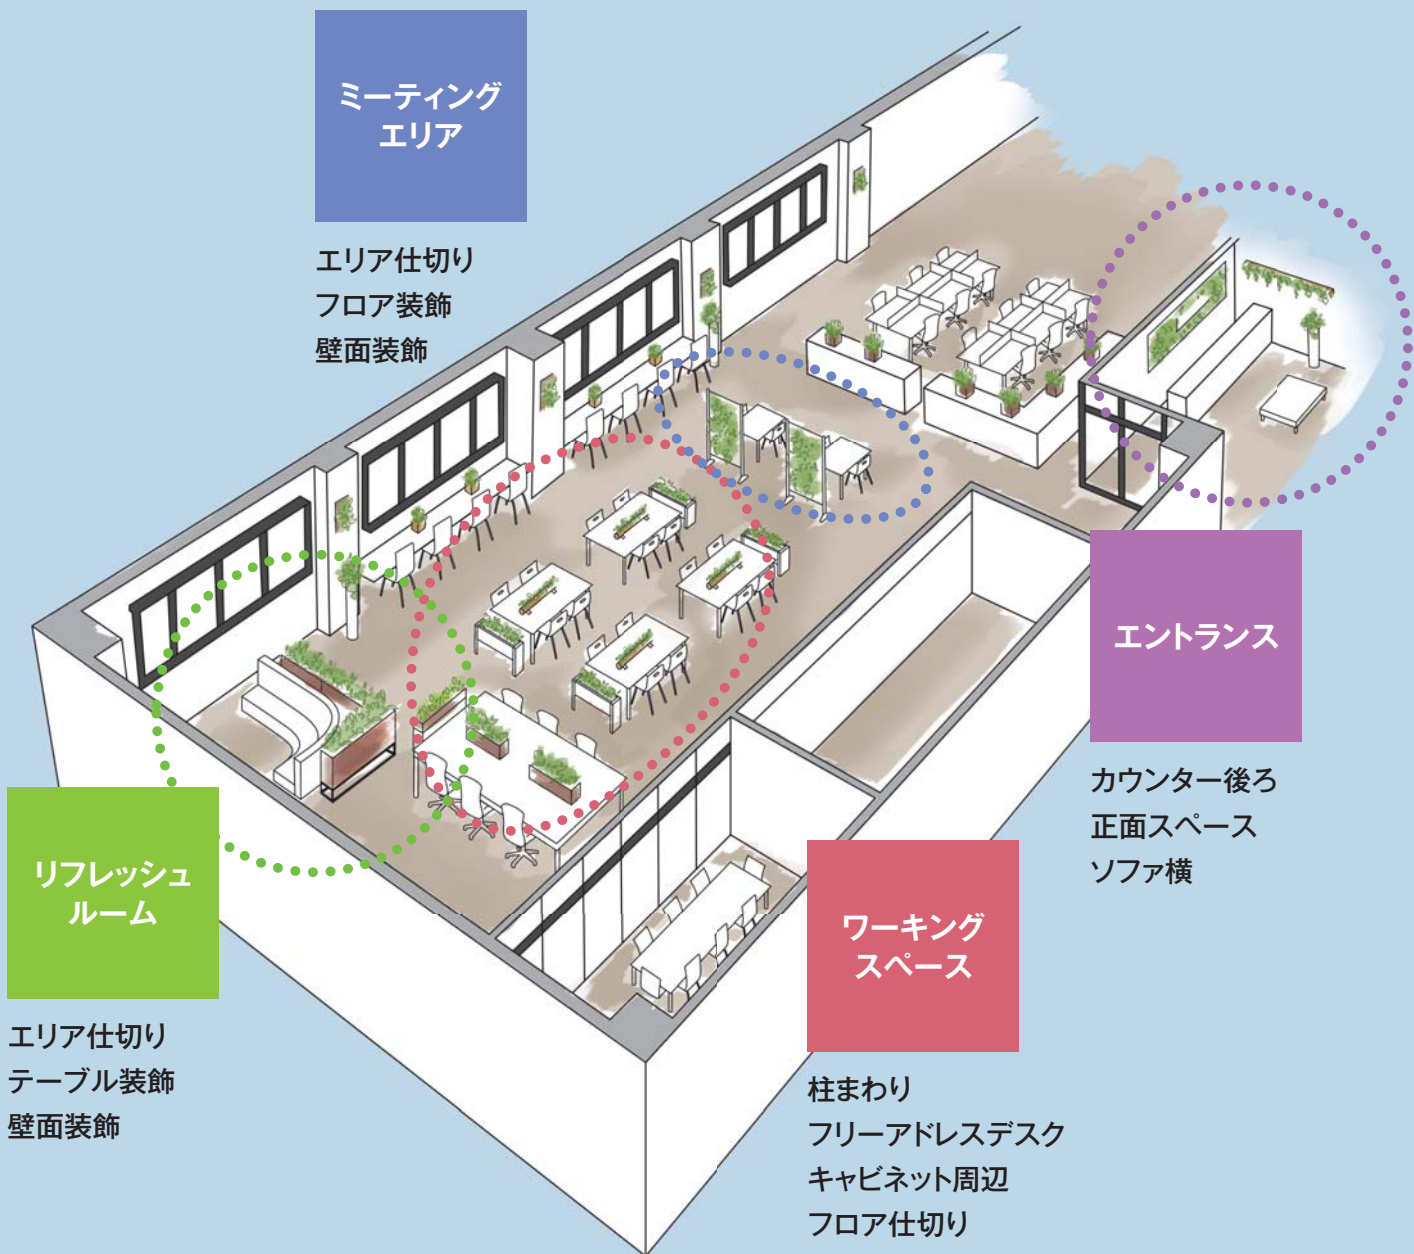 ミーティング
エリア
エリア仕切り
フロア装飾
壁面装飾
エントランス
カウンター後ろ
正面スペース
ソファ横
リフレッシュ
ルーム
エリア仕切り
テーブル装飾
壁面装飾
ワーキング
スペース
柱まわり
フリーアドレスデスク
キャビネット周辺
フロア仕切り